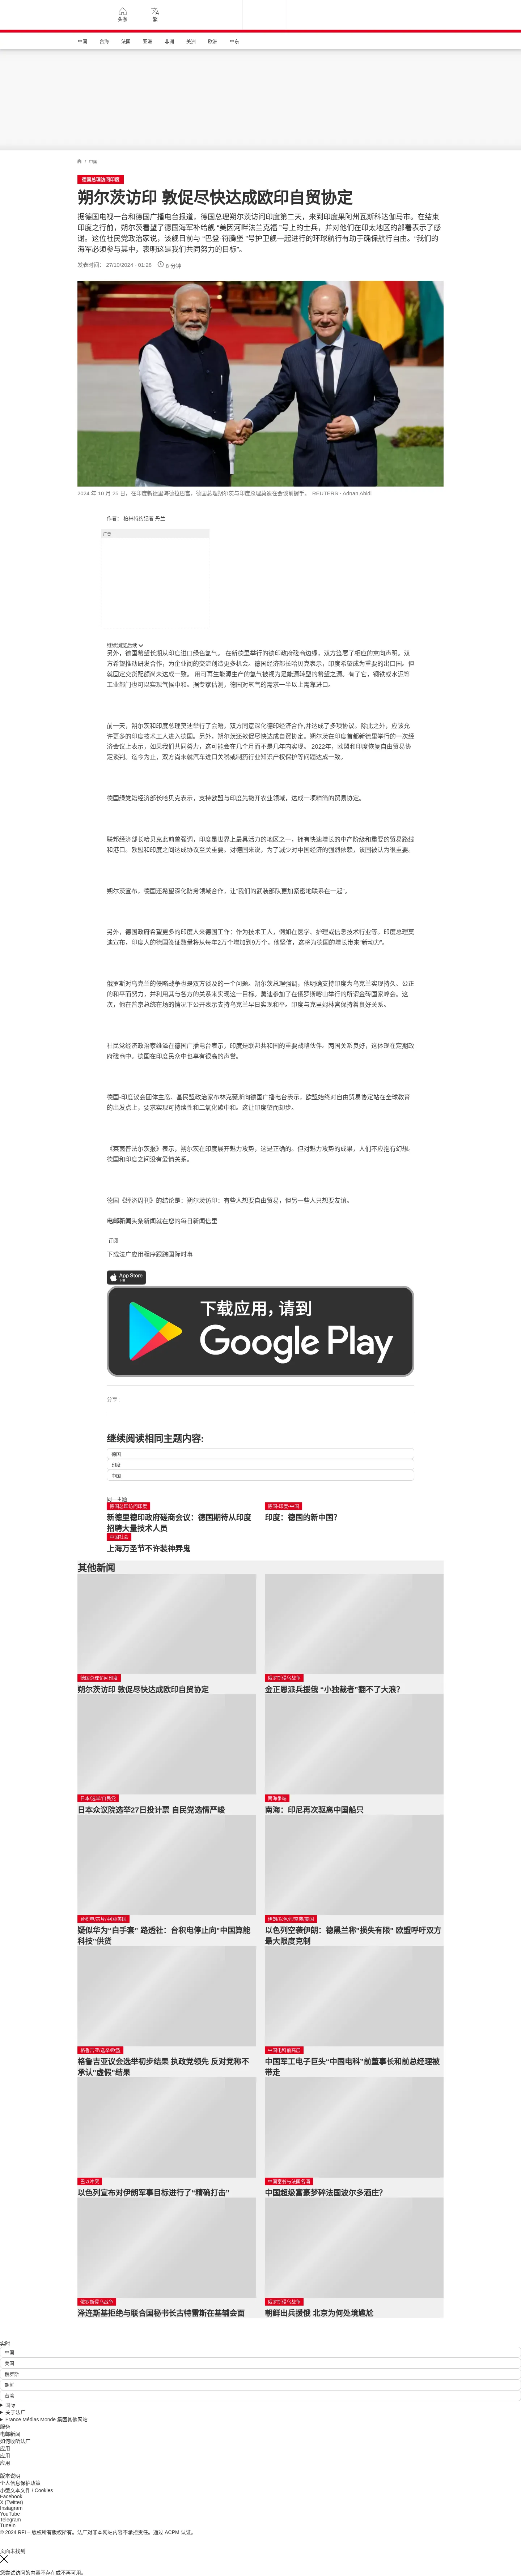 头条
繁
中国
台海
法国
亚洲
非洲
美洲
欧洲
中东
/ 德国
德国总理访问印度
朔尔茨访印 敦促尽快达成欧印自贸协定
据德国电视一台和德国广播电台报道，德国总理朔尔茨访问印度第二天，来到印度果阿州瓦斯科达伽马市。在结束
印度之行前，朔尔茨看望了德国海军补给舰 “美因河畔法兰克福 ”号上的士兵，并对他们在印太地区的部署表示了感
谢。这位社民党政治家说，该舰目前与 “巴登-符腾堡 ”号护卫舰一起进行的环球航行有助于确保航行自由。“我们的
海军必须参与其中，表明这是我们共同努力的目标”。
发表时间： 27/10/2024 - 01:28
8 分钟
2024 年 10 月 25 日，在印度新德里海德拉巴宫，德国总理朔尔茨与印度总理莫迪在会谈前握手。 REUTERS - Adnan Abidi
作者： 柏林特约记者 丹兰
广告
继续浏览后续
另外，德国希望长期从印度进口绿色氢气。 在新德里举行的德印政府磋商边缘，双方签署了相应的意向声明。双
方希望推动研发合作，为企业间的交流创造更多机会。德国经济部长哈贝克表示，印度希望成为重要的出口国。但
就固定交货配额尚未达成一致。 用可再生能源生产的氢气被视为是能源转型的希望之源。有了它，钢铁或水泥等
工业部门也可以实现气候中和。据专家估测，德国对氢气的需求一半以上需靠进口。
前一天，朔尔茨和印度总理莫迪举行了会晤，双方同意深化德印经济合作,并达成了多项协议。除此之外，应该允
许更多的印度技术工人进入德国。另外，朔尔茨还敦促尽快达成自贸协定。朔尔茨在印度首都新德里举行的一次经
济会议上表示，如果我们共同努力，这可能会在几个月而不是几年内实现。 2022年，欧盟和印度恢复自由贸易协
定谈判。迄今为止，双方尚未就汽车进口关税或制药行业知识产权保护等问题达成一致。
德国绿党籍经济部长哈贝克表示，支持欧盟与印度先撇开农业领域，达成一项精简的贸易协定。
联邦经济部长哈贝克此前曾强调，印度是世界上最具活力的地区之一，拥有快速增长的中产阶级和重要的贸易路线
和港口。欧盟和印度之间达成协议至关重要。对德国来说，为了减少对中国经济的强烈依赖，该国被认为很重要。
朔尔茨宣布，德国还希望深化防务领域合作，让“我们的武装部队更加紧密地联系在一起”。
另外，德国政府希望更多的印度人来德国工作：作为技术工人，例如在医学、护理或信息技术行业等。印度总理莫
迪宣布，印度人的德国签证数量将从每年2万个增加到9万个。他坚信，这将为德国的增长带来“新动力”。
俄罗斯对乌克兰的侵略战争也是双方谈及的一个问题。朔尔茨总理强调，他明确支持印度为乌克兰实现持久、公正
的和平而努力，并利用其与各方的关系来实现这一目标。莫迪参加了在俄罗斯喀山举行的所谓金砖国家峰会。这
次，他在普京总统在场的情况下公开表示支持乌克兰早日实现和平。印度与克里姆林宫保持着良好关系。
社民党经济政治家维泽在德国广播电台表示，印度是联邦共和国的重要战略伙伴。两国关系良好，这体现在定期政
府磋商中。德国在印度民众中也享有很高的声誉。
德国-印度议会团体主席、基民盟政治家布林克豪斯向德国广播电台表示，欧盟始终对自由贸易协定站在全球教育
的出发点上，要求实现可持续性和二氧化碳中和。这让印度望而却步。
《莱茵普法尔茨报》表示，朔尔茨在印度展开魅力攻势，这是正确的。但对魅力攻势的成果，人们不应抱有幻想。
德国和印度之间没有爱情关系。
德国《经济周刊》的结论是：朔尔茨访印：有些人想要自由贸易，但另一些人只想要友谊。
电邮新闻头条新闻就在您的每日新闻信里
订阅
下载法广应用程序跟踪国际时事
App Store
下载
下载应用，请到
Google Play
分享 :
继续阅读相同主题内容:
德国
印度
中国
同一主题
德国总理访问印度
新德里德印政府磋商会议：德国期待从印度
招聘大量技术人员
德国-印度-中国
印度：德国的新中国？
中国社会
上海万圣节不许装神弄鬼
其他新闻
德国总理访问印度
朔尔茨访印 敦促尽快达成欧印自贸协定
俄罗斯侵乌战争
金正恩派兵援俄 “小独裁者”翻不了大浪？
日本/选举/自民党
日本众议院选举27日投计票 自民党选情严峻
南海争端
南海：印尼再次驱离中国船只
台积电/芯片/中国/美国
疑似华为"白手套" 路透社：台积电停止向"中国算能
科技"供货
伊朗/以色列/空袭/美国
以色列空袭伊朗：德黑兰称"损失有限" 欧盟呼吁双方
最大限度克制
格鲁吉亚/选举/欧盟
格鲁吉亚议会选举初步结果 执政党领先 反对党称不
承认"虚假"结果
中国电科前高层
中国军工电子巨头“中国电科”前董事长和前总经理被
带走
巴以冲突
以色列宣布对伊朗军事目标进行了"精确打击"
中国富翁与法国名酒
中国超级富豪梦碎法国波尔多酒庄？
俄罗斯侵乌战争
泽连斯基拒绝与联合国秘书长古特雷斯在基辅会面
俄罗斯侵乌战争
朝鲜出兵援俄 北京为何处境尴尬
实时
中国
美国
俄罗斯
朝鲜
台湾
国际
关于法广
France Médias Monde 集团其他网站
服务
电邮新闻
如何收听法广
应用
应用
应用
版本说明
个人信息保护政策
小型文本文件 / Cookies
Facebook
X (Twitter)
Instagram
YouTube
Telegram
TuneIn
© 2024 RFI – 版权所有版权所有。法广对非本网站内容不承担责任。通过 ACPM 认证。
页面未找到
您尝试访问的内容不存在或不再可用。